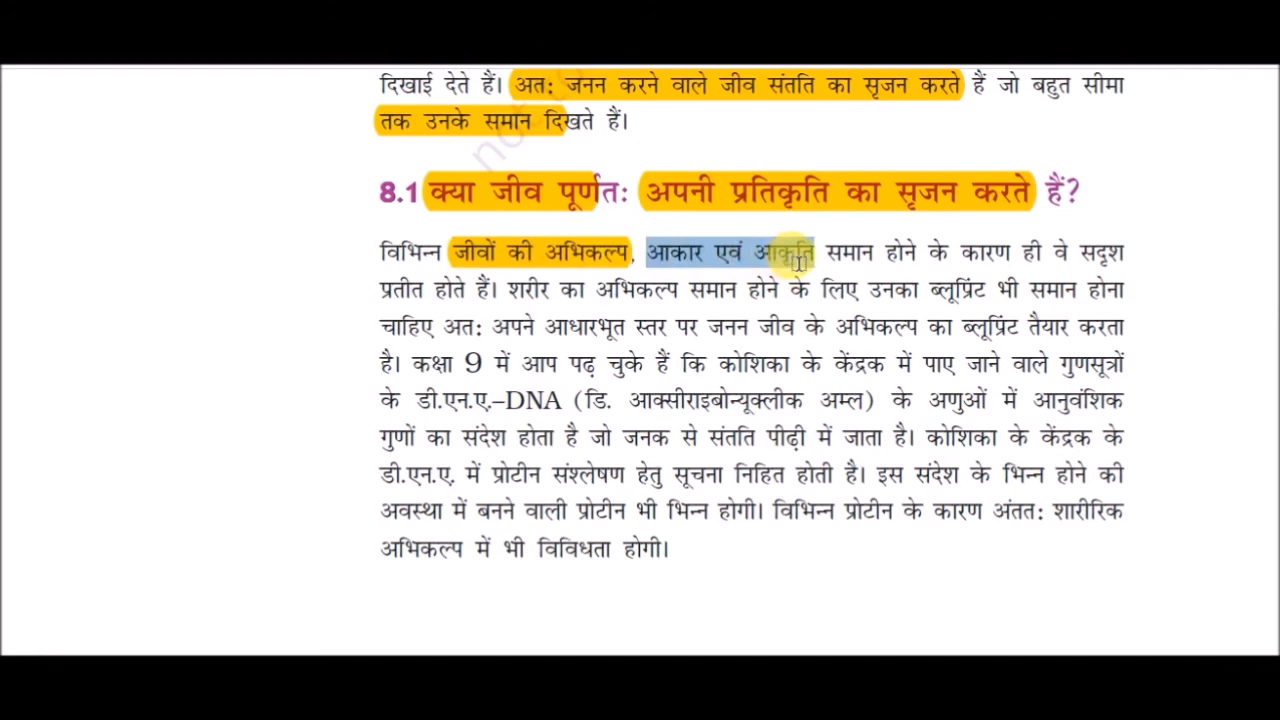 दिखाई देते हैं। अतः जनन करने वाले जीव संतति का सृजन करते हैं जो बहुत सीमा
तक उनके समान दिखते हैं।
8.1 क्या जीव पूर्णतः अपनी प्रतिकृति का सृजन करते हैं?
विभिन्न जीवों की अभिकल्प, आकार एवं आकृति समान होने के कारण ही वे सदृश
प्रतीत होते हैं। शरीर का अभिकल्प समान होने के लिए उनका ब्लूप्रिंट भी समान होना
चाहिए अतः अपने आधारभूत स्तर पर जनन जीव के अभिकल्प का ब्लूप्रिंट तैयार करता
है। कक्षा 9 में आप पढ़ चुके हैं कि कोशिका के केंद्रक में पाए जाने वाले गुणसूत्रों
के डी.एन.ए.–DNA (डि. आक्सीराइबोन्यूक्लीक अम्ल) के अणुओं में आनुवंशिक
गुणों का संदेश होता है जो जनक से संतति पीढ़ी में जाता है। कोशिका के केंद्रक के
डी.एन.ए. में प्रोटीन संश्लेषण हेतु सूचना निहित होती है। इस संदेश के भिन्न होने की
अवस्था में बनने वाली प्रोटीन भी भिन्न होगी। विभिन्न प्रोटीन के कारण अंततः शारीरिक
अभिकल्प में भी विविधता होगी।